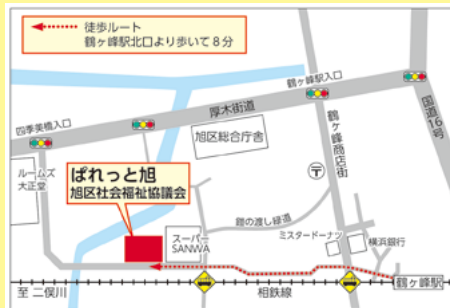 徒歩ルート
鶴ヶ峰駅北口より歩いて8分
鶴ヶ峰駅入口
四季美橋入口
厚木街道
国道16号
旭区総合庁舎
鶴ヶ峰商店街
ルームズ
大正堂
ぱれっと旭
旭区社会福祉協議会
〒
鎧の渡し緑道
スーパー
SANWA
ミスタードーナツ
横浜銀行
鶴ヶ峰駅
至 二俣川
相鉄線